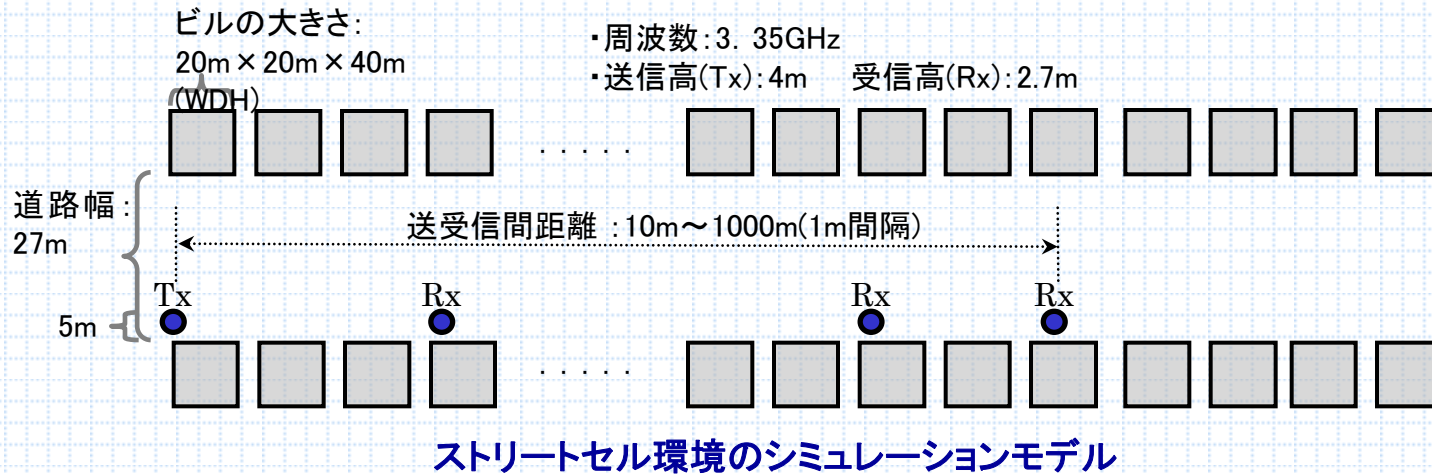 ビルの大きさ:
20m×20m×40m
(WDH)
・周波数:3. 35GHz
・送信高(Tx):4m 受信高(Rx):2.7m
・・・・・
道路幅:
27m
送受信間距離 :10m～1000m(1m間隔)
Tx
Rx
Rx
Rx
5m
・・・・・
ストリートセル環境のシミュレーションモデル